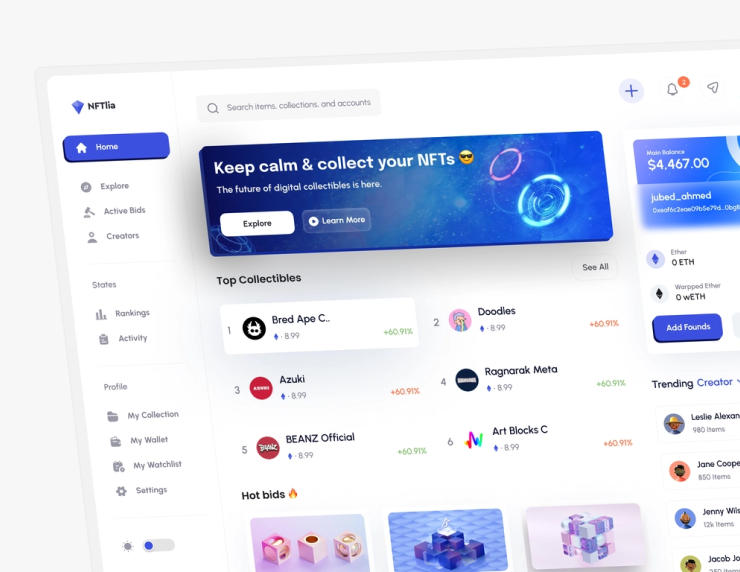 NFTlia
Search items, collections, and accounts
2
Home
Explore
Active Bids
Creators
States
Rankings
Activity
Profile
My Collection
My Wallet
My Watchlist
Settings
Keep calm & collect your NFTs 😎
The future of digital collectibles is here.
Explore
Learn More
Top Collectibles
See All
1
Bred Ape C..
· 8.99
+60.91%
2
Doodles
· 8.99
+60.91%
3
AZUKI
Azuki
· 8.99
+60.91%
4
Ragnarak Meta
· 8.99
+60.91%
5
BEANZ
BEANZ Official
· 8.99
+60.91%
6
Art Blocks C
· 8.99
+60.91%
Hot bids 🔥
Main Balance
$4,467.00
jubed_ahmed
Ether
0 ETH
Warpped Ether
0 wETH
Add Founds
Trending Creator
Leslie Alexan
980 Items
Jane Coope
850 Items
Jenny Wils
12k Items
Jacob Jo